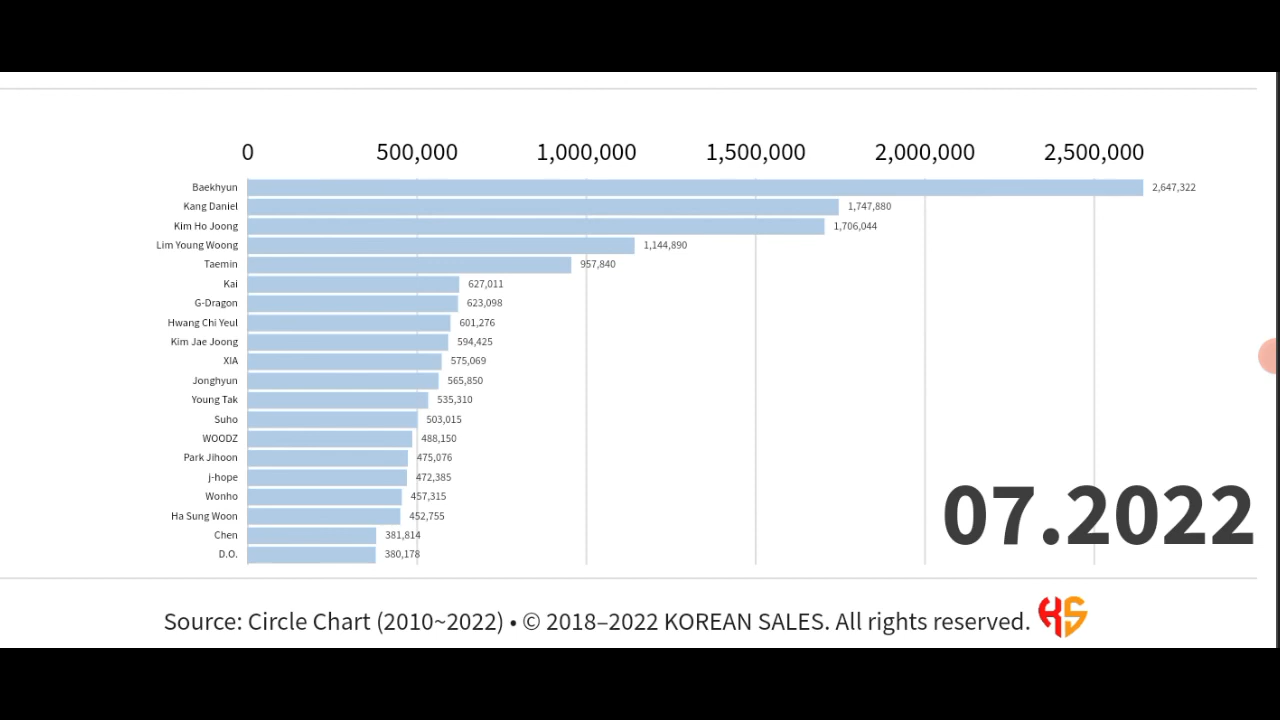 0 500,000 1,000,000 1,500,000 2,000,000 2,500,000
Baekhyun 2,647,322
Kang Daniel 1,747,880
Kim Ho Joong 1,706,044
Lim Young Woong 1,144,890
Taemin 957,840
Kai 627,011
G-Dragon 623,098
Hwang Chi Yeul 601,276
Kim Jae Joong 594,425
XIA 575,069
Jonghyun 565,850
Young Tak 535,310
Suho 503,015
WOODZ 488,150
Park Jihoon 475,076
j-hope 472,385
Wonho 457,315
Ha Sung Woon 452,755
Chen 381,814
D.O. 380,178
07.2022
Source: Circle Chart (2010~2022) • © 2018–2022 KOREAN SALES. All rights reserved. KS